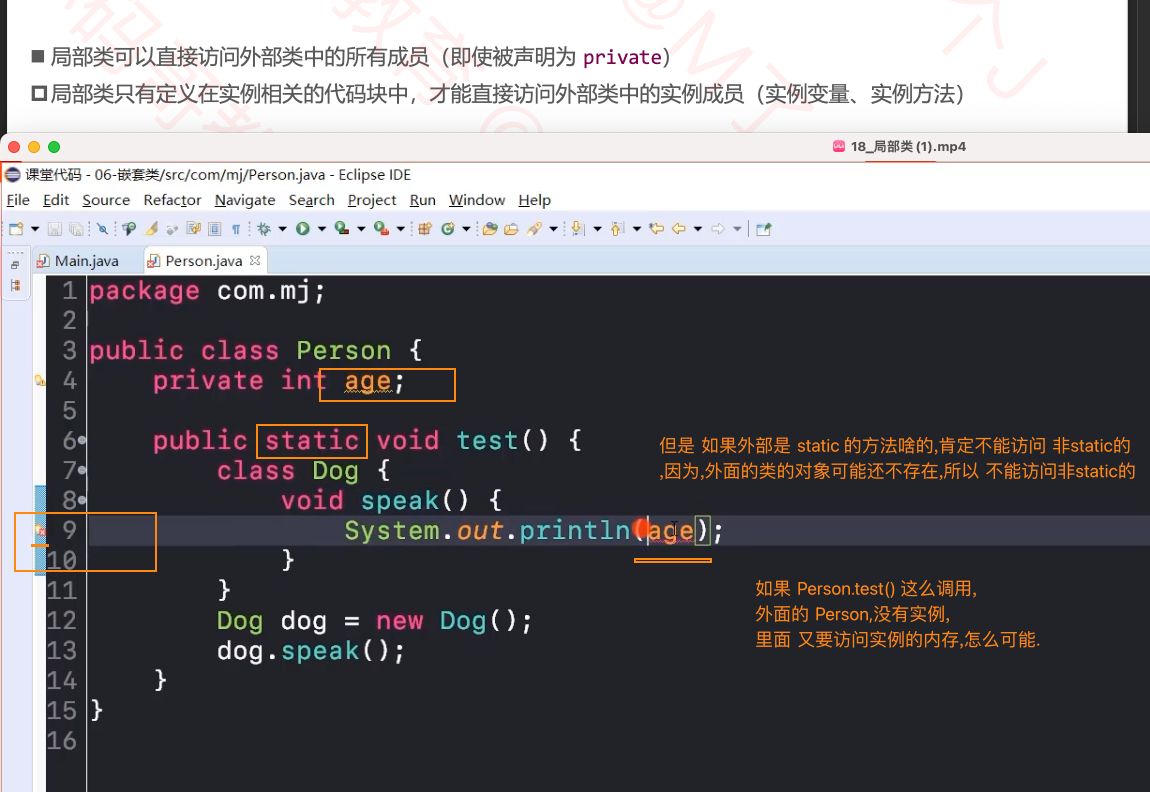 局部类可以直接访问外部类中的所有成员（即使被声明为 private）
局部类只有定义在实例相关的代码块中，才能直接访问外部类中的实例成员（实例变量、实例方法）
18_局部类 (1).mp4
课堂代码 - 06-嵌套类/src/com/mj/Person.java - Eclipse IDE
File Edit Source Refactor Navigate Search Project Run Window Help
Main.java Person.java
1 package com.mj;
2
3 public class Person {
4 private int age;
5
6 public static void test() {
7 class Dog {
8 void speak() {
9 System.out.println(age);
10 }
11 }
12 Dog dog = new Dog();
13 dog.speak();
14 }
15 }
16
但是 如果外部是 static 的方法啥的,肯定不能访问 非static的
,因为,外面的类的对象可能还不存在,所以 不能访问非static的
如果 Person.test() 这么调用,
外面的 Person,没有实例,
里面 又要访问实例的内存,怎么可能.